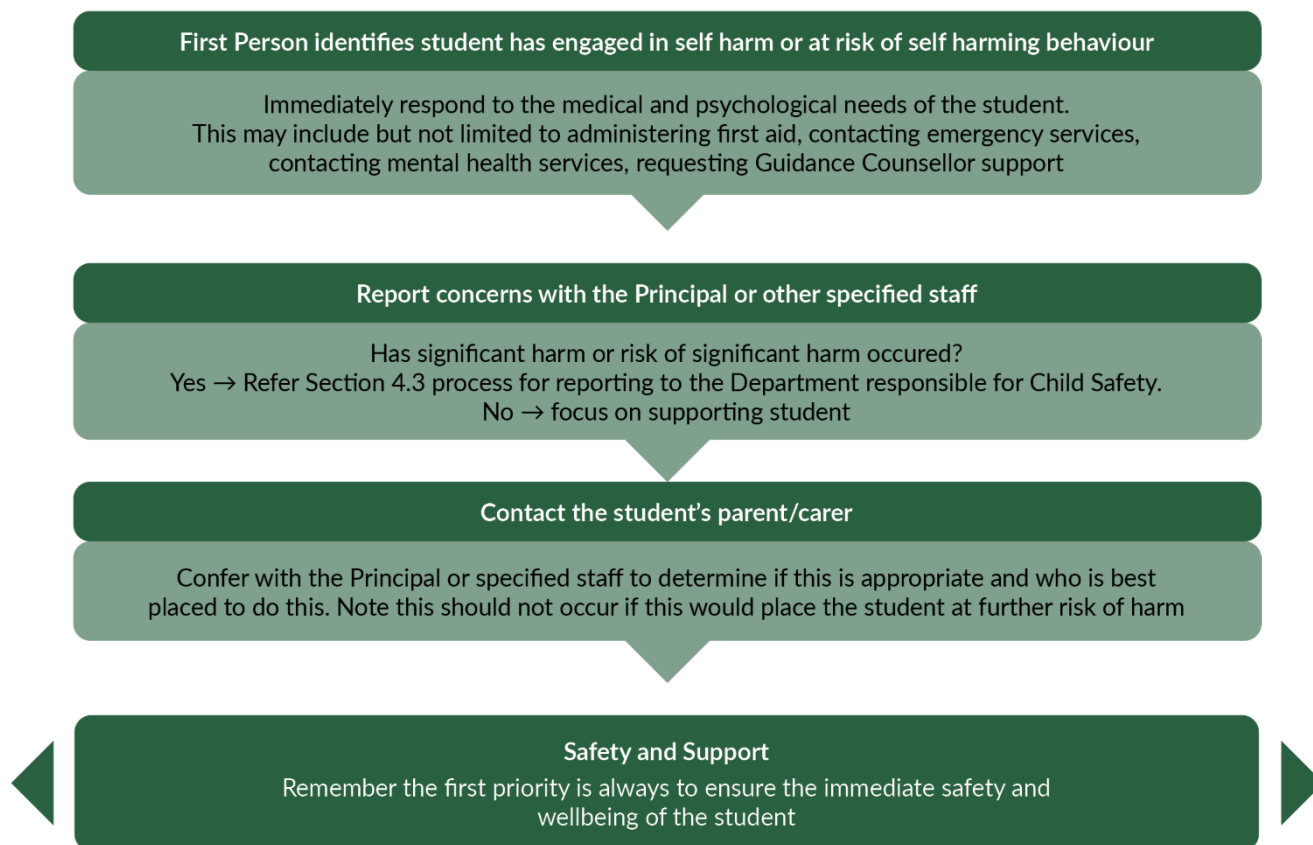 First Person identifies student has engaged in self harm or at risk of self harming behaviour
Immediately respond to the medical and psychological needs of the student.
This may include but not limited to administering first aid, contacting emergency services,
contacting mental health services, requesting Guidance Counsellor support
Report concerns with the Principal or other specified staff
Has significant harm or risk of significant harm occured?
Yes → Refer Section 4.3 process for reporting to the Department responsible for Child Safety.
No → focus on supporting student
Contact the student’s parent/carer
Confer with the Principal or specified staff to determine if this is appropriate and who is best
placed to do this. Note this should not occur if this would place the student at further risk of harm
Safety and Support
Remember the first priority is always to ensure the immediate safety and
wellbeing of the student